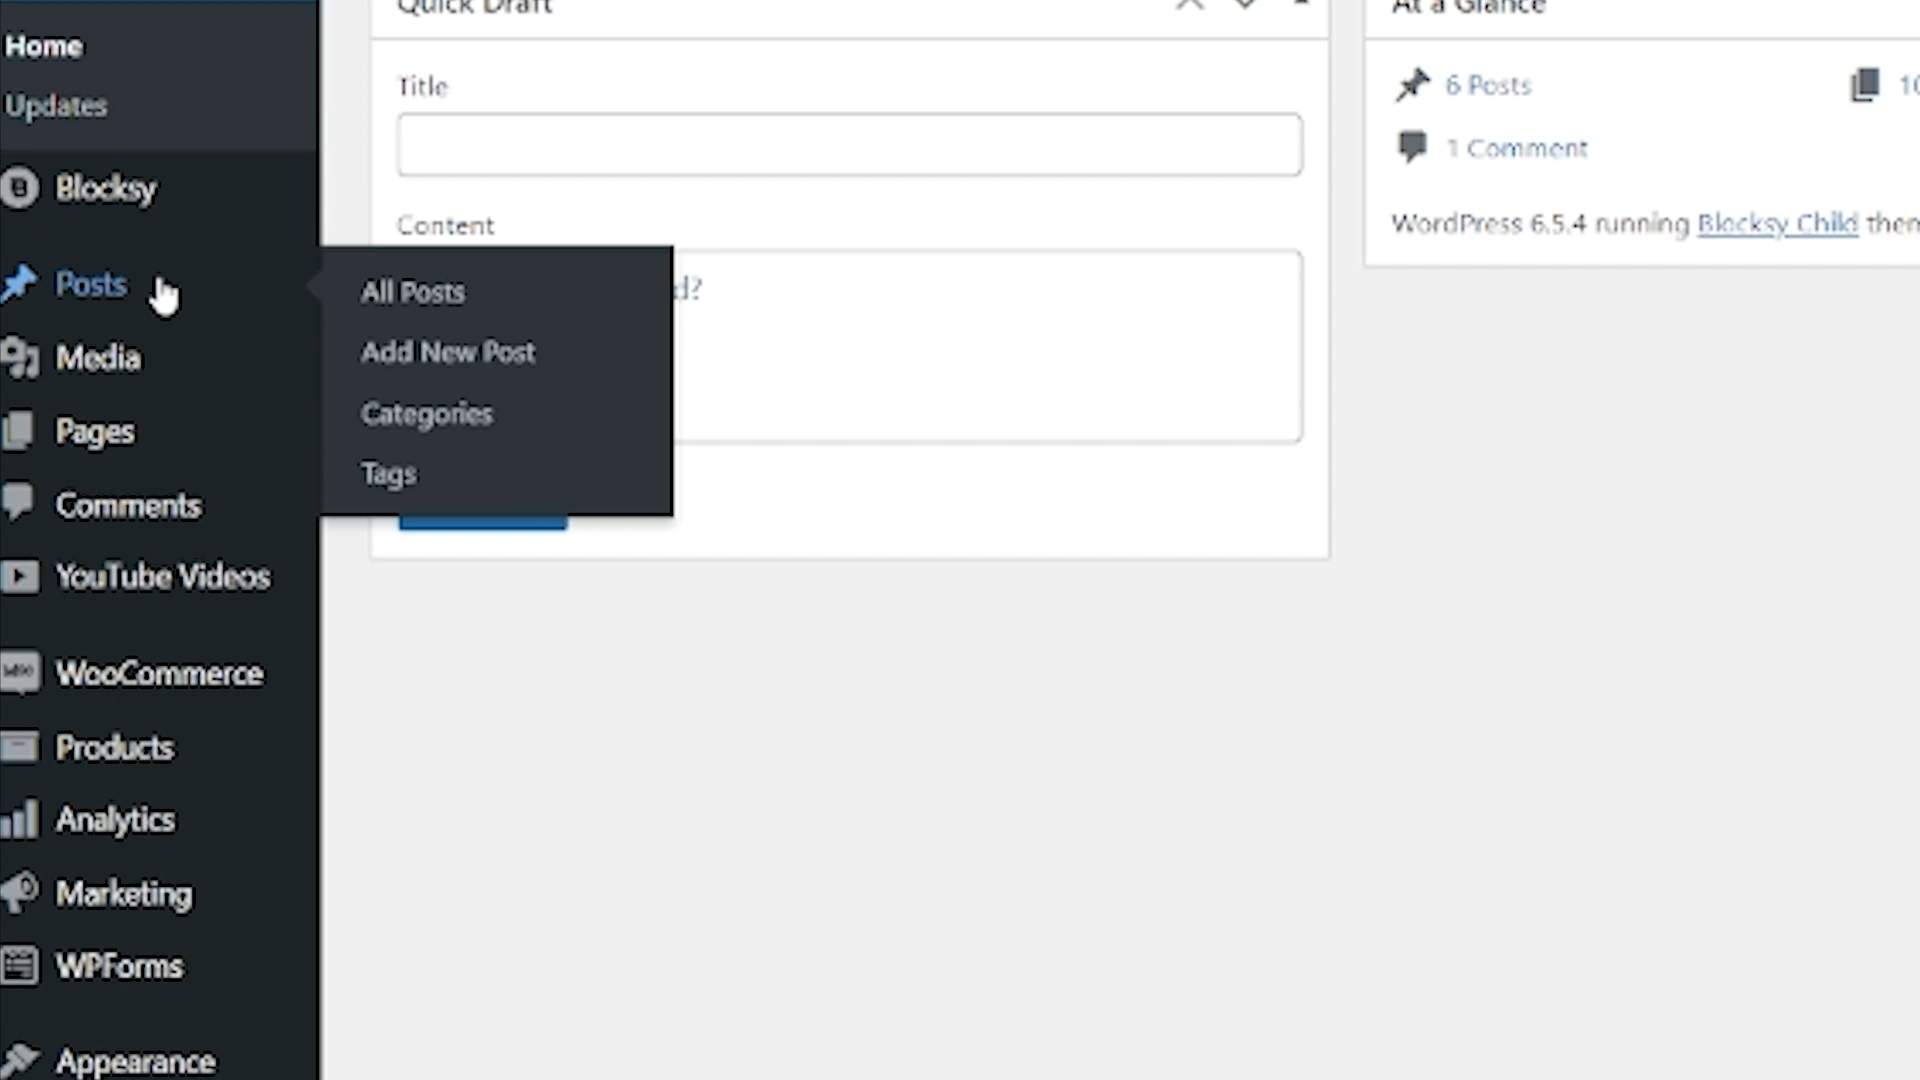 Quick Draft
At a Glance
Home
Updates
Blocksy
Posts
Media
Pages
Comments
YouTube Videos
WooCommerce
Products
Analytics
Marketing
WPForms
Appearance
All Posts
Add New Post
Categories
Tags
Title
Content
d?
6 Posts
10
1 Comment
WordPress 6.5.4 running Blocksy Child them